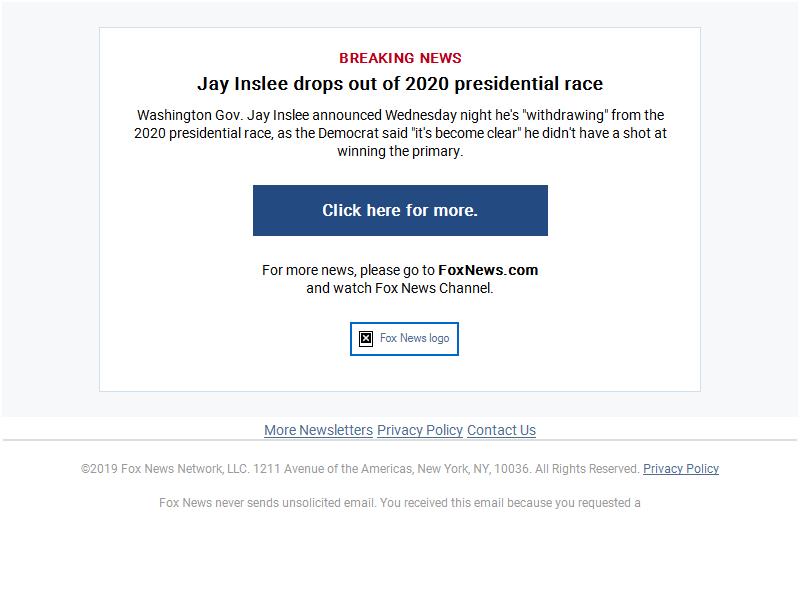 BREAKING NEWS
Jay Inslee drops out of 2020 presidential race
Washington Gov. Jay Inslee announced Wednesday night he's "withdrawing" from the
2020 presidential race, as the Democrat said "it's become clear" he didn't have a shot at
winning the primary.
Click here for more.
For more news, please go to FoxNews.com
and watch Fox News Channel.
Fox News logo
More Newsletters Privacy Policy Contact Us
©2019 Fox News Network, LLC. 1211 Avenue of the Americas, New York, NY, 10036. All Rights Reserved. Privacy Policy
Fox News never sends unsolicited email. You received this email because you requested a